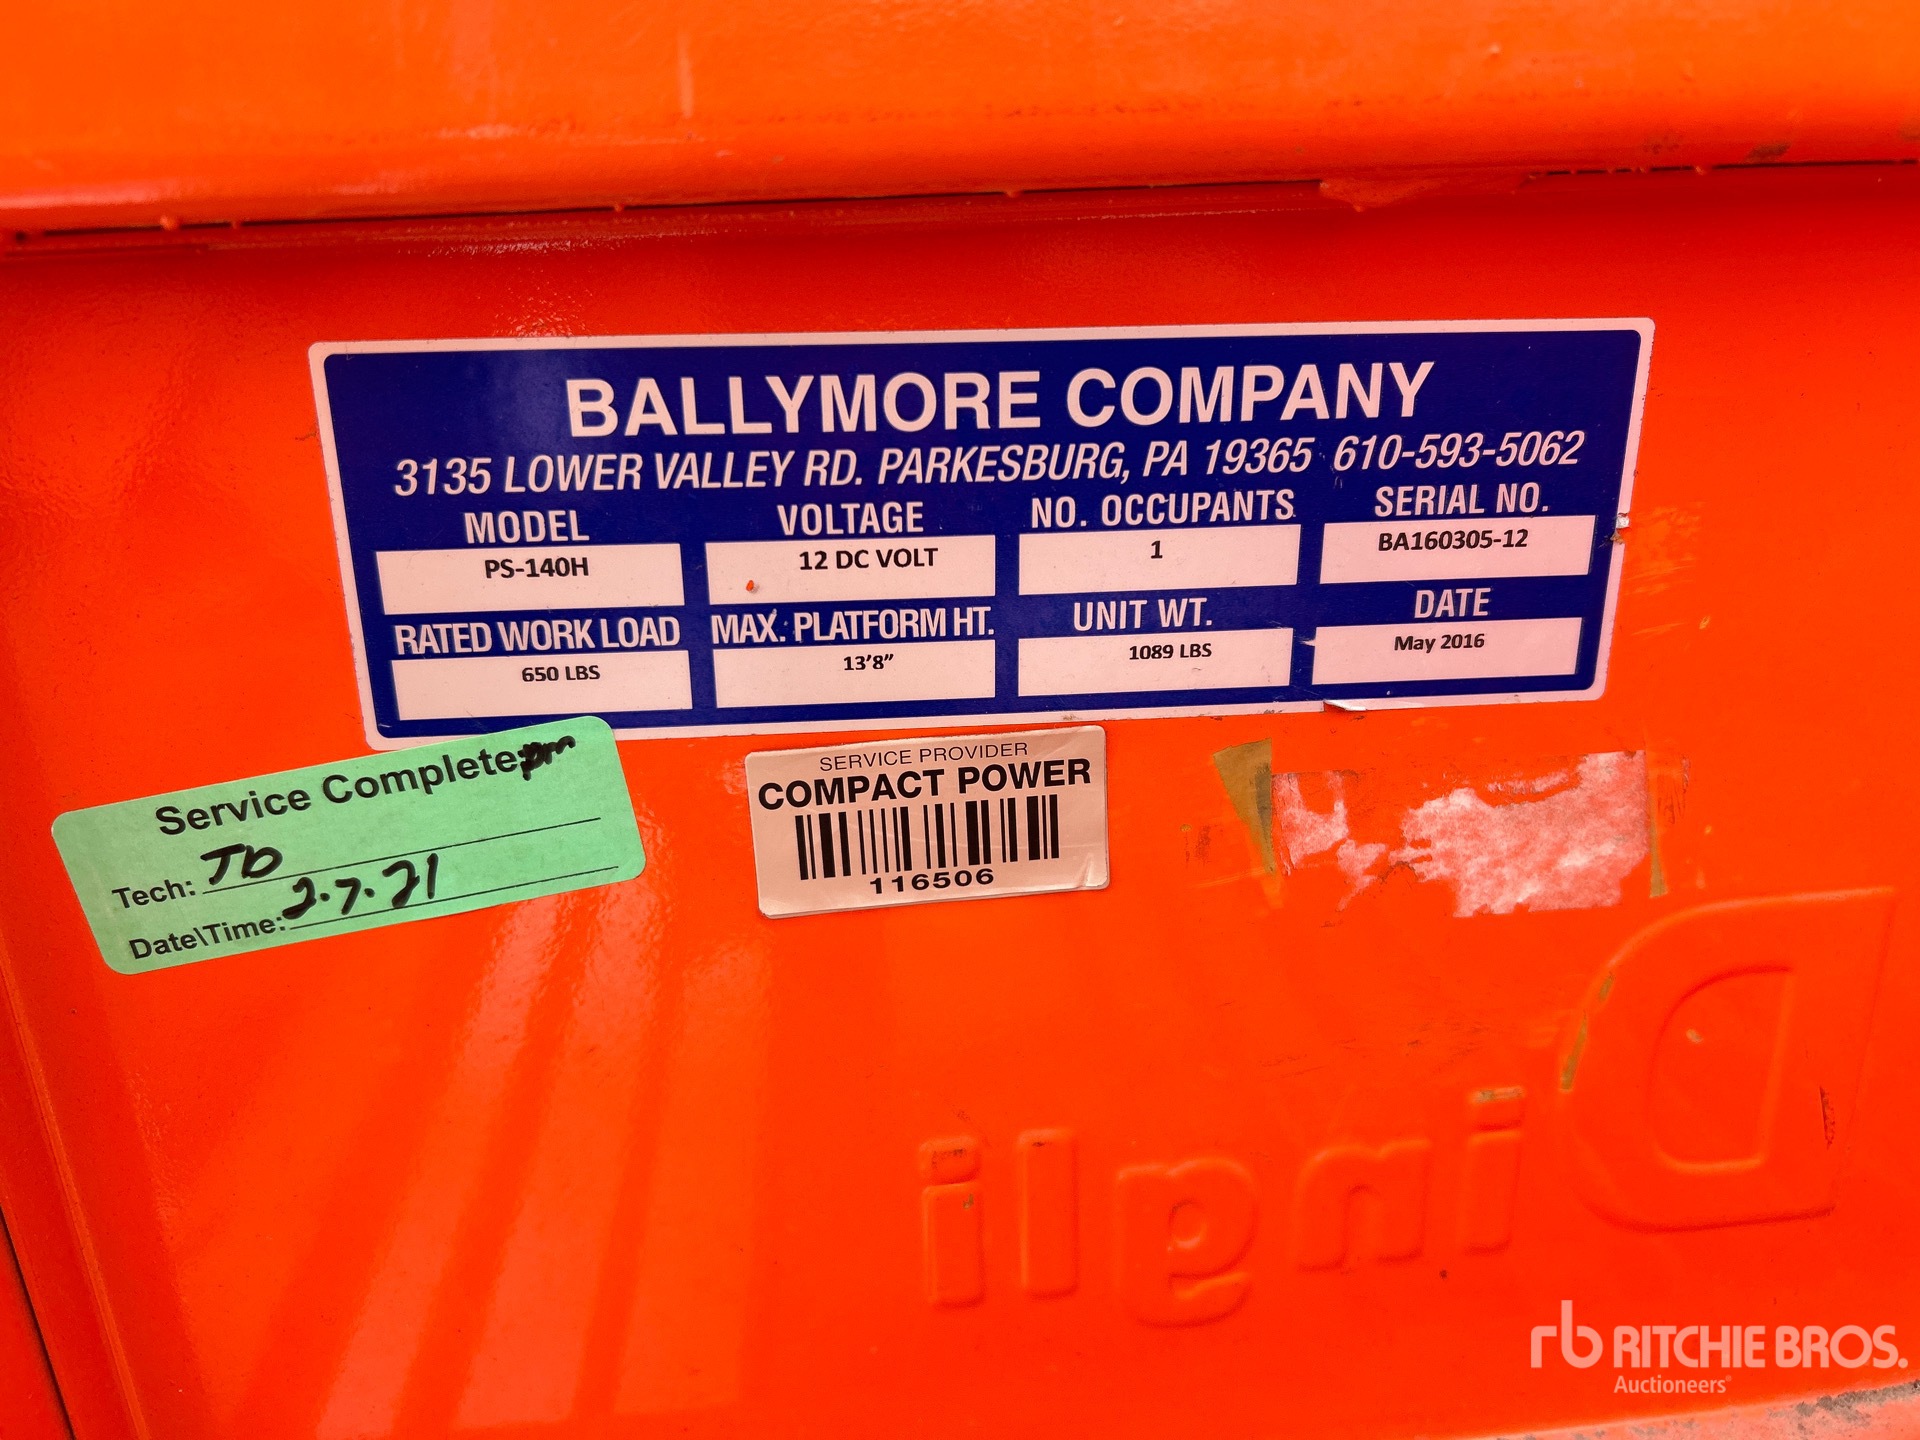 BALLYMORE COMPANY
3135 LOWER VALLEY RD. PARKESBURG, PA 19365 610-593-5062
MODEL VOLTAGE NO. OCCUPANTS SERIAL NO.
PS-140H 12 DC VOLT 1 BA160305-12
RATED WORK LOAD MAX. PLATFORM HT. UNIT WT. DATE
650 LBS 13'8" 1089 LBS May 2016
Service Complete
Tech: TD
Date\Time: 2.7.21
SERVICE PROVIDER
COMPACT POWER
116506
Dingli
rb RITCHIE BROS.
Auctioneers